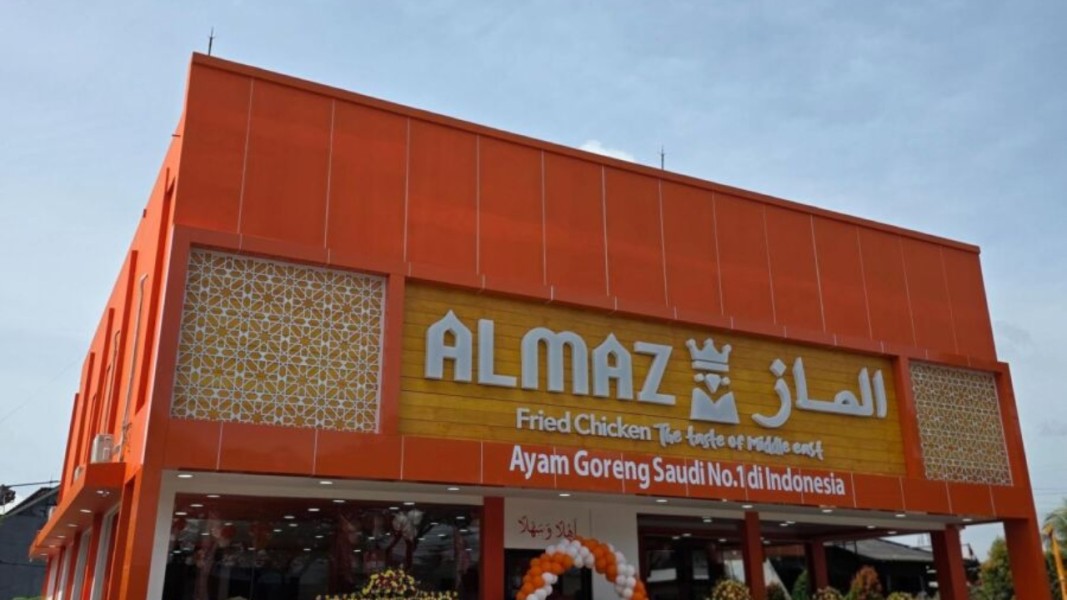 ALMAZ الماز
Fried Chicken The taste of Middle east
Ayam Goreng Saudi No.1 di Indonesia
أهلا وسهلا